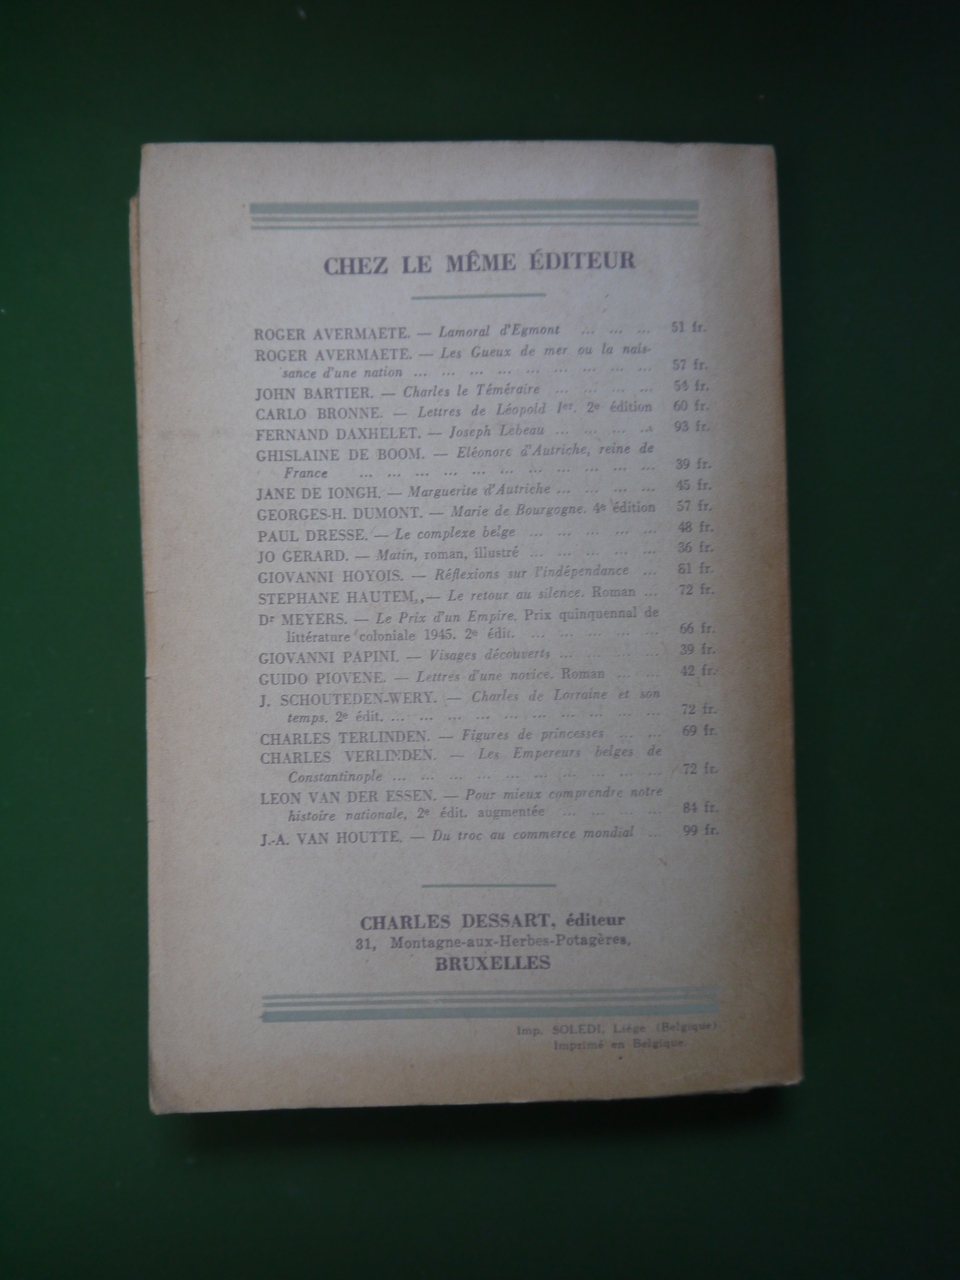 CHEZ LE MÊME ÉDITEUR
ROGER AVERMAETE. — Lamoral d'Egmont ... ... ... 51 fr.
ROGER AVERMAETE. — Les Gueux de mer ou la nais-
sance d'une nation ... ... ... ... ... ... ... ... ... 57 fr.
JOHN BARTIER. — Charles le Téméraire ... ... ... ... 54 fr.
CARLO BRONNE. — Lettres de Léopold 1er. 2e édition 60 fr.
FERNAND DAXHELET. — Joseph Lebeau ... ... ... ... 93 fr.
GHISLAINE DE BOOM. — Eléonore d'Autriche, reine de
France ... ... ... ... ... ... ... ... ... ... ... 39 fr.
JANE DE IONGH. — Marguerite d'Autriche ... ... ... ... 45 fr.
GEORGES-H. DUMONT. — Marie de Bourgogne. 4e édition 57 fr.
PAUL DRESSE. — Le complexe belge ... ... ... ... ... 48 fr.
JO GERARD. — Matin, roman, illustré ... ... ... ... ... 36 fr.
GIOVANNI HOYOIS. — Réflexions sur l'indépendance ... 81 fr.
STEPHANE HAUTEM,.— Le retour au silence. Roman ... 72 fr.
Dr MEYERS. — Le Prix d'un Empire. Prix quinquennal de
littérature coloniale 1945. 2e édit. ... ... ... ... ... 66 fr.
GIOVANNI PAPINI. — Visages découverts ... ... ... ... 39 fr.
GUIDO PIOVENE. — Lettres d'une novice. Roman ... ... 42 fr.
J. SCHOUTEDEN-WERY. — Charles de Lorraine et son
temps. 2e édit. ... ... ... ... ... ... ... ... ... ... 72 fr.
CHARLES TERLINDEN. — Figures de princesses ... ... 69 fr.
CHARLES VERLINDEN. — Les Empereurs belges de
Constantinople ... ... ... ... ... ... ... ... ... ... 72 fr.
LEON VAN DER ESSEN. — Pour mieux comprendre notre
histoire nationale, 2e édit. augmentée ... ... ... ... 84 fr.
J.-A. VAN HOUTTE. — Du troc au commerce mondial ... 99 fr.
CHARLES DESSART, éditeur
31, Montagne-aux-Herbes-Potagères,
BRUXELLES
Imp. SOLEDI, Liége (Belgique)
Imprimé en Belgique.